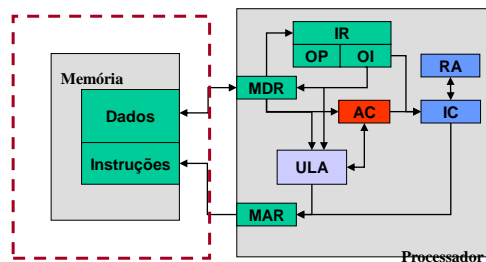 IR
OP OI
RA
Memória
MDR
AC
IC
Dados
Instruções
ULA
MAR
Processador